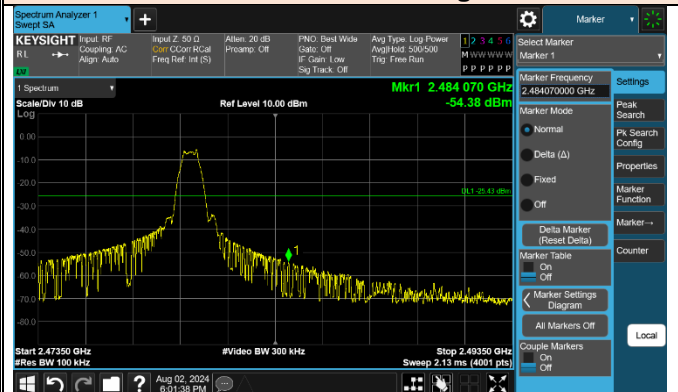 Spectrum Analyzer 1
Swept SA
+
Marker
KEYSIGHT
RL
Input: RF
Coupling: AC
Align: Auto
Input Z: 50 Ω
Corr CCorr RCal
Freq Ref: Int (S)
Atten: 20 dB
Preamp: Off
PNO: Best Wide
Gate: Off
IF Gain: Low
Sig Track: Off
Avg Type: Log-Power
Avg|Hold: 500/500
Trig: Free Run
1 2 3 4 5 6
M W W W W W
P P P P P P
Select Marker
Marker 1
1 Spectrum
Scale/Div 10 dB
Log
Ref Level 10.00 dBm
Mkr1 2.484 070 GHz
-54.38 dBm
0.00
-10.0
-20.0
-30.0
-40.0
-50.0
-60.0
-70.0
-80.0
DL1 -25.43 dBm
1
Start 2.47350 GHz
#Res BW 100 kHz
#Video BW 300 kHz
Stop 2.49350 GHz
Sweep 2.13 ms (4001 pts)
Marker Frequency
2.484070000 GHz
Marker Mode
Normal
Delta (Δ)
Fixed
Off
Delta Marker
(Reset Delta)
Marker Table
On
Off
Marker Settings
Diagram
All Markers Off
Couple Markers
On
Off
Settings
Peak
Search
Pk Search
Config
Properties
Marker
Function
Marker→
Counter
Local
?
Aug 02, 2024
6:01:38 PM